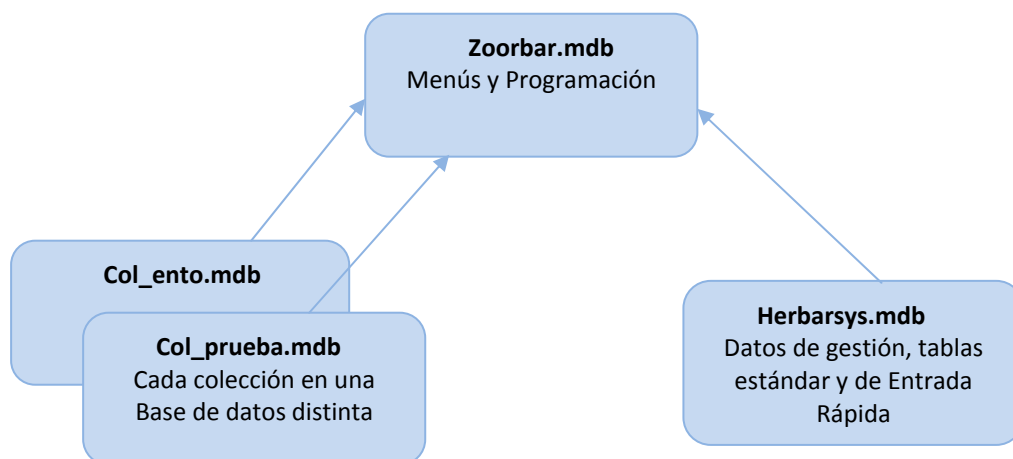 Zoorbar.mdb
Menús y Programación
Col_ento.mdb
Col_prueba.mdb
Cada colección en una
Base de datos distinta
Herbarsys.mdb
Datos de gestión, tablas
estándar y de Entrada
Rápida